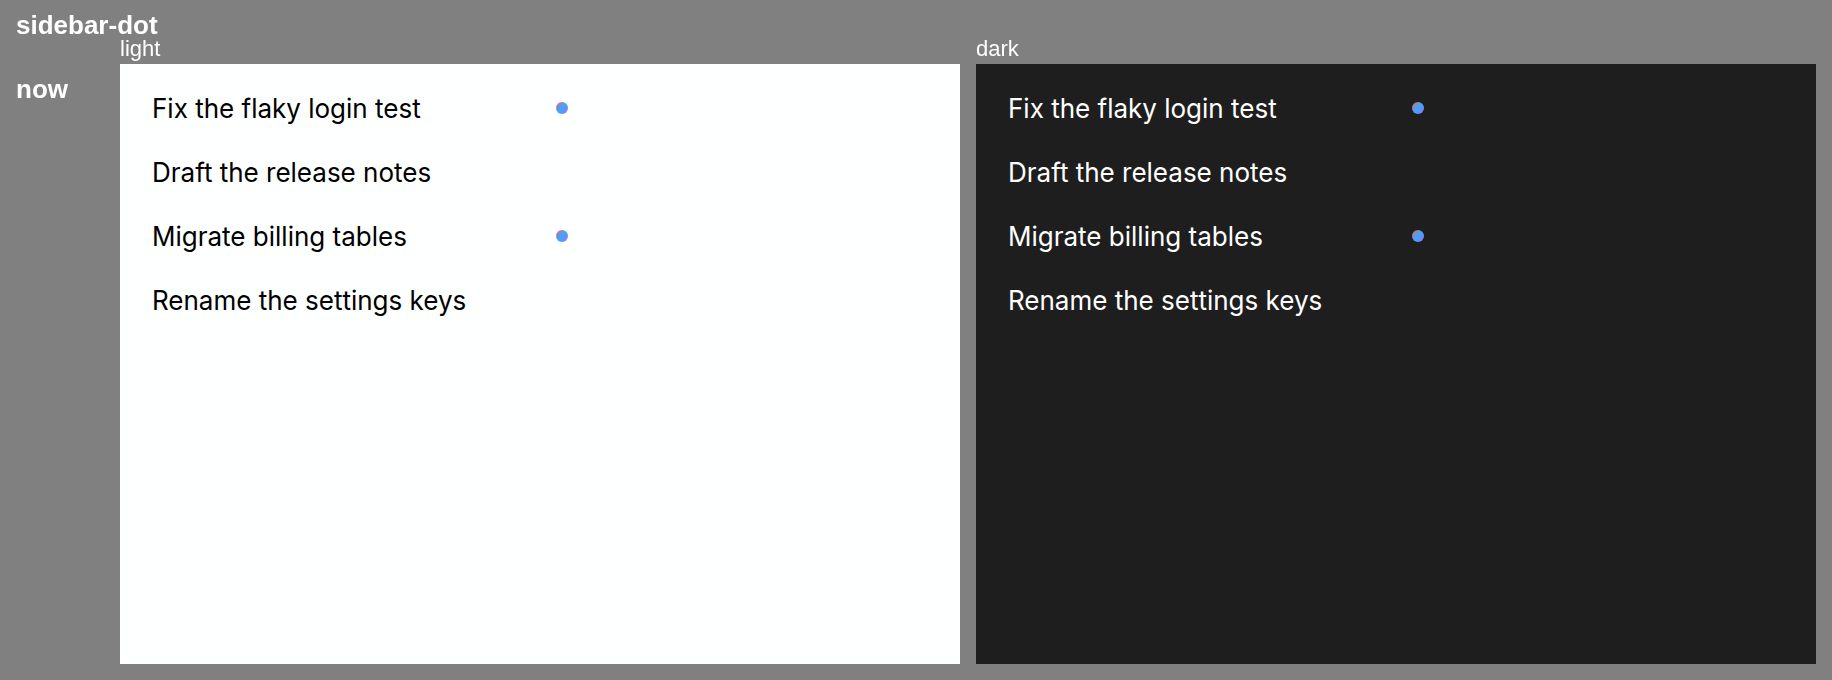 sidebar-dot
light
dark
now
Fix the flaky login test
Draft the release notes
Migrate billing tables
Rename the settings keys
Fix the flaky login test
Draft the release notes
Migrate billing tables
Rename the settings keys